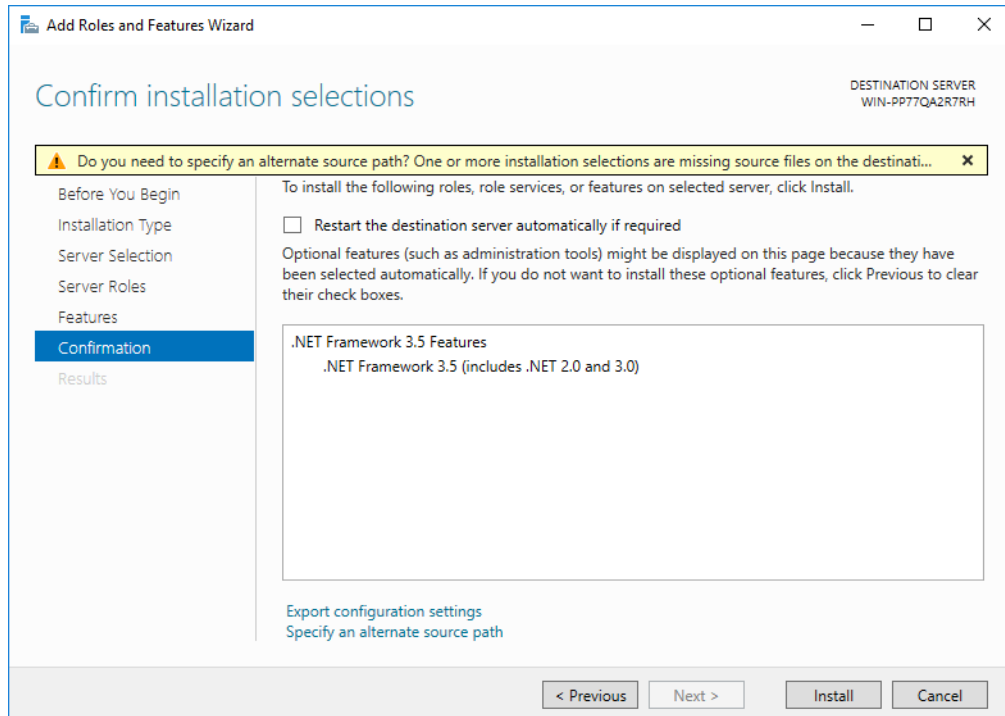 Add Roles and Features Wizard
Confirm installation selections
DESTINATION SERVER
WIN-PP77QA2R7RH
Do you need to specify an alternate source path? One or more installation selections are missing source files on the destinati...
Before You Begin
Installation Type
Server Selection
Server Roles
Features
Confirmation
Results
To install the following roles, role services, or features on selected server, click Install.
Restart the destination server automatically if required
Optional features (such as administration tools) might be displayed on this page because they have
been selected automatically. If you do not want to install these optional features, click Previous to clear
their check boxes.
.NET Framework 3.5 Features
.NET Framework 3.5 (includes .NET 2.0 and 3.0)
Export configuration settings
Specify an alternate source path
< Previous
Next >
Install
Cancel